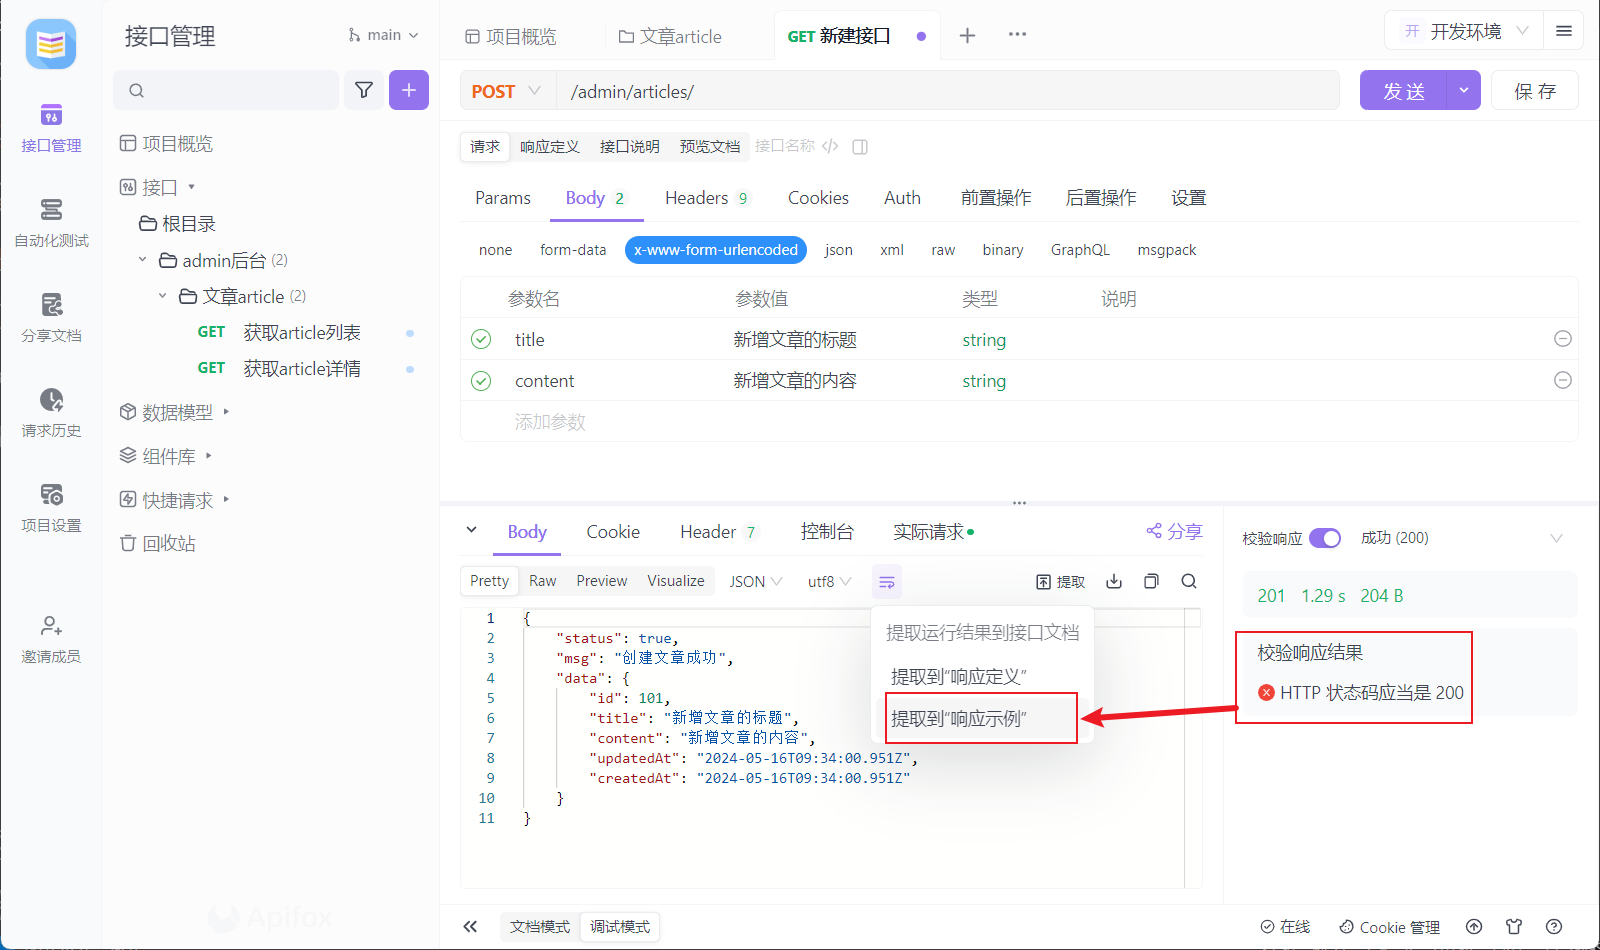 接口管理
main
项目概览
文章article
GET 新建接口
开 开发环境
POST
/admin/articles/
发 送
保 存
接口管理
自动化测试
分享文档
请求历史
项目设置
邀请成员
项目概览
接口
根目录
admin后台 (2)
文章article (2)
GET 获取article列表
GET 获取article详情
数据模型
组件库
快捷请求
回收站
请求 响应定义 接口说明 预览文档 接口名称
Params Body 2 Headers 9 Cookies Auth 前置操作 后置操作 设置
none form-data x-www-form-urlencoded json xml raw binary GraphQL msgpack
参数名 参数值 类型 说明
title 新增文章的标题 string
content 新增文章的内容 string
添加参数
Body Cookie Header 7 控制台 实际请求 分享
Pretty Raw Preview Visualize JSON utf8 提取
1 {
2 "status": true,
3 "msg": "创建文章成功",
4 "data": {
5 "id": 101,
6 "title": "新增文章的标题",
7 "content": "新增文章的内容",
8 "updatedAt": "2024-05-16T09:34:00.951Z",
9 "createdAt": "2024-05-16T09:34:00.951Z"
10 }
11 }
提取运行结果到接口文档
提取到“响应定义”
提取到“响应示例”
校验响应 成功 (200)
201 1.29 s 204 B
校验响应结果
HTTP 状态码应当是 200
Apifox
文档模式 调试模式
在线 Cookie 管理